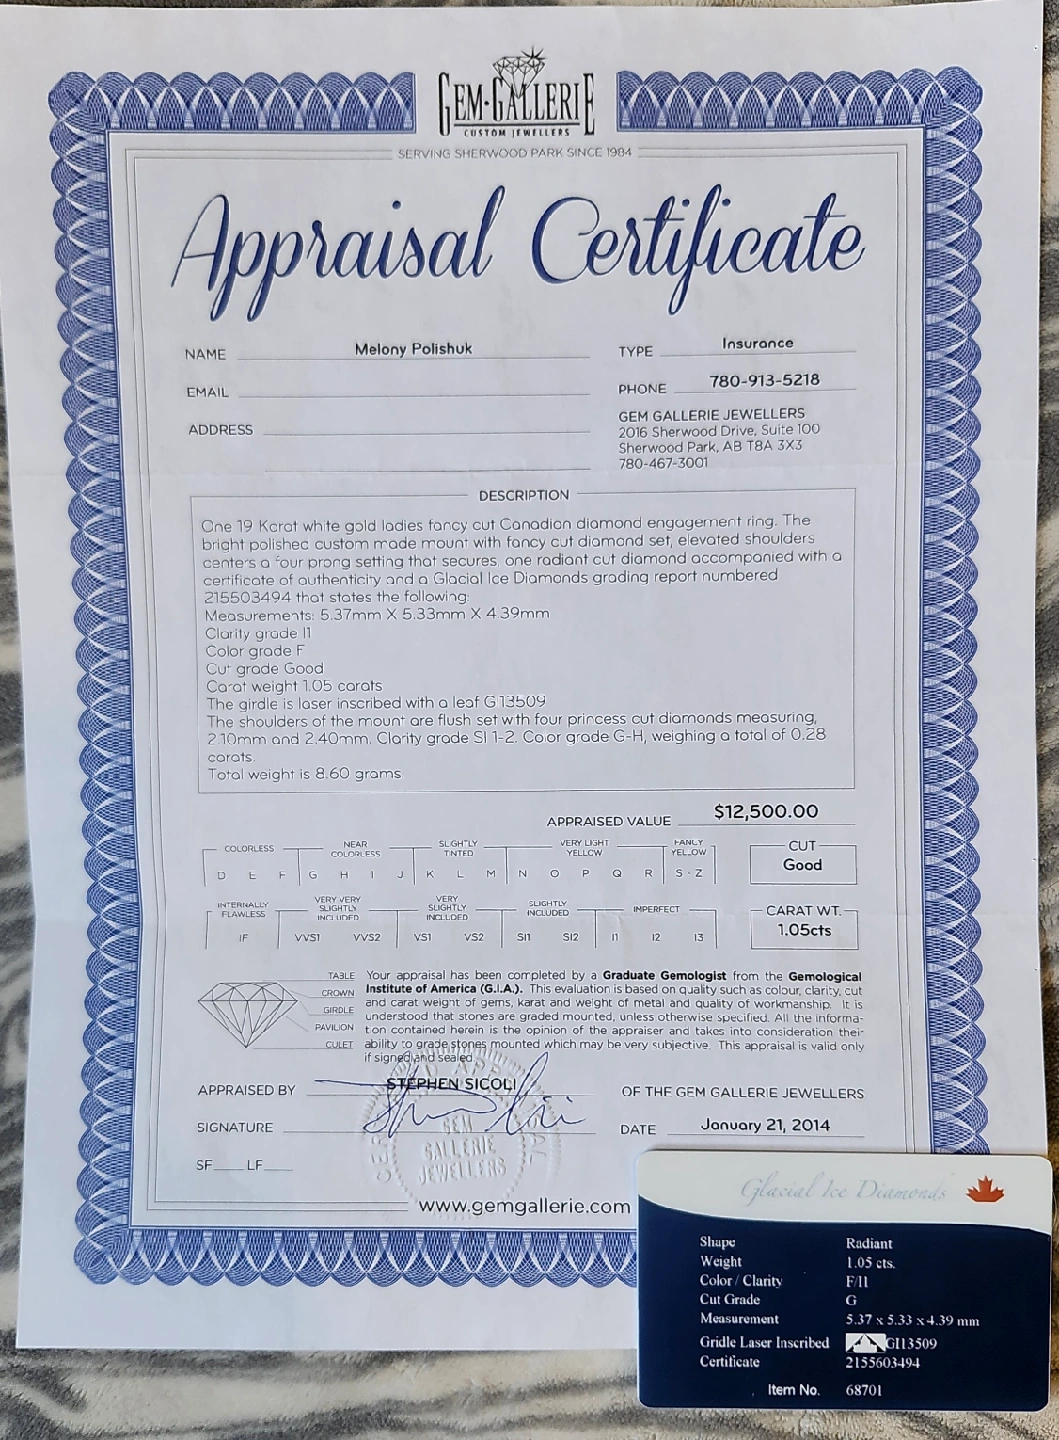 GEM-GALLERIE
CUSTOM JEWELLERS
SERVING SHERWOOD PARK SINCE 1984
Appraisal Certificate
NAME Melony Polishuk
TYPE Insurance
EMAIL
PHONE 780-913-5218
ADDRESS
GEM GALLERIE JEWELLERS
2016 Sherwood Drive, Suite 100
Sherwood Park, AB T8A 3X3
780-467-3001
DESCRIPTION
One 19 Karat white gold ladies fancy cut Canadian diamond engagement ring. The
bright polished custom made mount with fancy cut diamond set, elevated shoulders
centers a four prong setting that secures, one radiant cut diamond accompanied with a
certificate of authenticity and a Glacial Ice Diamonds grading report numbered
215503494 that states the following:
Measurements: 5.37mm X 5.33mm X 4.39mm
Clarity grade I1
Color grade F
Cut grade Good
Carat weight 1.05 carats
The girdle is laser inscribed with a leaf G 13509
The shoulders of the mount are flush set with four princess cut diamonds measuring,
2.10mm and 2.40mm. Clarity grade SI 1-2. Color grade G-H, weighing a total of 0.28
carats.
Total weight is 8.60 grams
APPRAISED VALUE $12,500.00
COLORLESS
NEAR
COLORLESS
SLIGHTLY
TINTED
VERY LIGHT
YELLOW
FANCY
YELLOW
D E F G H I J K L M N O P Q R S - Z
CUT
Good
INTERNALLY
FLAWLESS
VERY VERY
SLIGHTLY
INCLUDED
VERY
SLIGHTLY
INCLUDED
SLIGHTLY
INCLUDED
IMPERFECT
IF VVS1 VVS2 VS1 VS2 SI1 SI2 I1 I2 I3
CARAT WT.
1.05cts
TABLE
CROWN
GIRDLE
PAVILION
CULET
Your appraisal has been completed by a Graduate Gemologist from the Gemological
Institute of America (G.I.A.). This evaluation is based on quality such as colour, clarity, cut
and carat weight of gems, karat and weight of metal and quality of workmanship. It is
understood that stones are graded mounted, unless otherwise specified. All the informa-
tion contained herein is the opinion of the appraiser and takes into consideration their
ability to grade stones mounted which may be very subjective. This appraisal is valid only
if signed and sealed.
APPRAISED BY STEPHEN SICOLI
OF THE GEM GALLERIE JEWELLERS
SIGNATURE
DATE January 21, 2014
GEM
GALLERIE
JEWELLERS
SF LF
www.gemgallerie.com
Glacial Ice Diamonds
Shape Radiant
Weight 1.05 cts.
Color / Clarity F/I1
Cut Grade G
Measurement 5.37 x 5.33 x 4.39 mm
Gridle Laser Inscribed GI13509
Certificate 2155603494
Item No. 68701